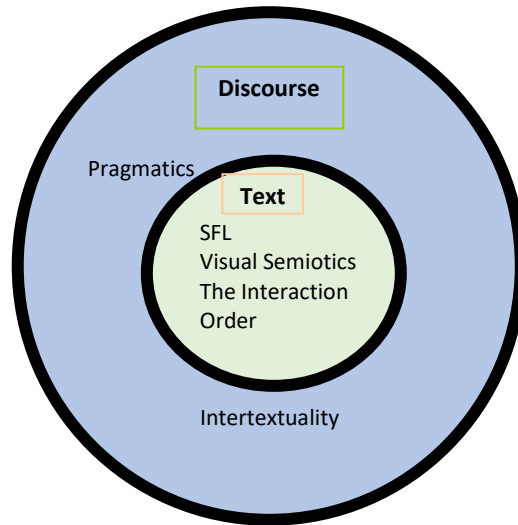 Discourse
Pragmatics
Text
SFL
Visual Semiotics
The Interaction
Order
Intertextuality